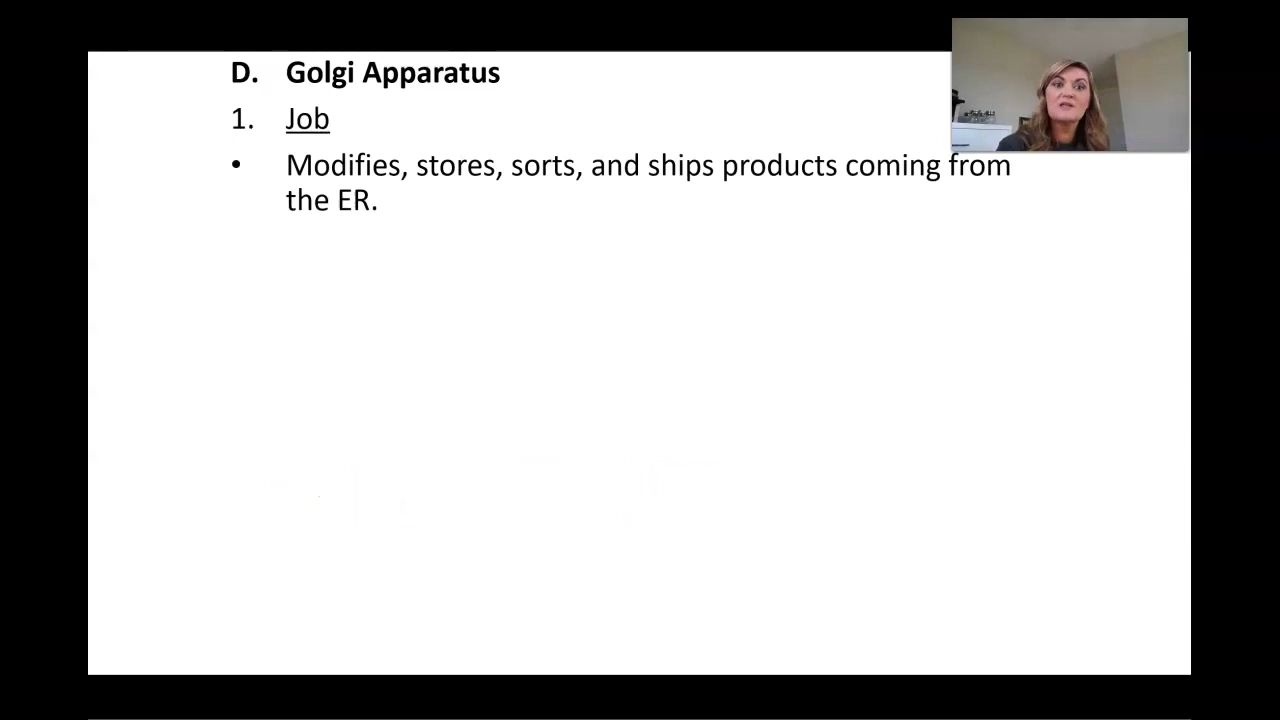 D. Golgi Apparatus
1. Job
• Modifies, stores, sorts, and ships products coming from
the ER.